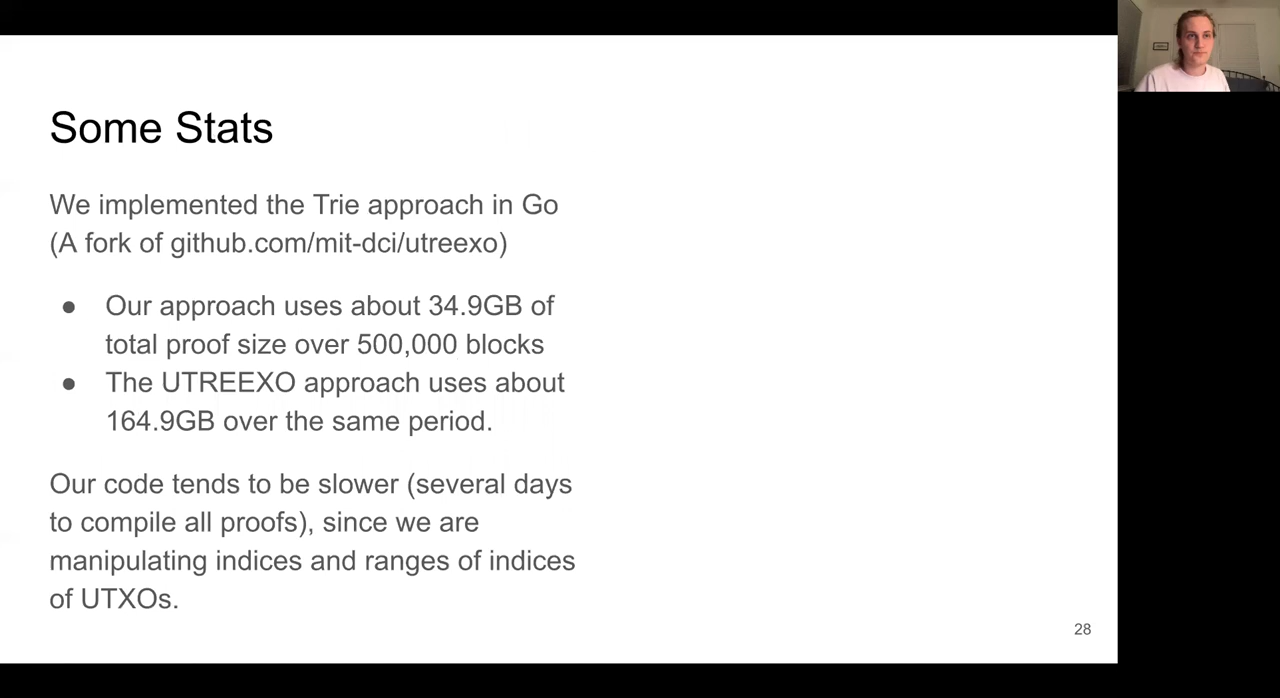 Some Stats
We implemented the Trie approach in Go
(A fork of github.com/mit-dci/utreexo)
● Our approach uses about 34.9GB of
total proof size over 500,000 blocks
● The UTREEXO approach uses about
164.9GB over the same period.
Our code tends to be slower (several days
to compile all proofs), since we are
manipulating indices and ranges of indices
of UTXOs.
28